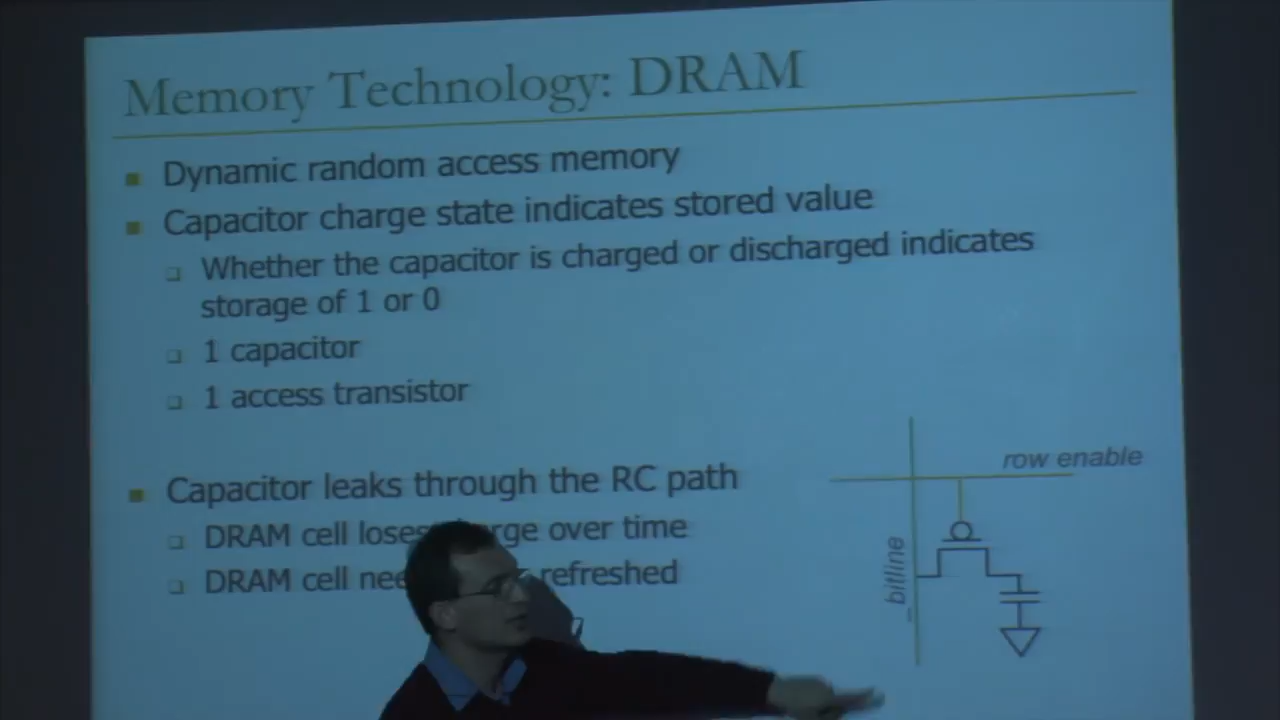 Memory Technology: DRAM
Dynamic random access memory
Capacitor charge state indicates stored value
Whether the capacitor is charged or discharged indicates
storage of 1 or 0
1 capacitor
1 access transistor
Capacitor leaks through the RC path
DRAM cell loses charge over time
DRAM cell refreshed
row enable
_bitline